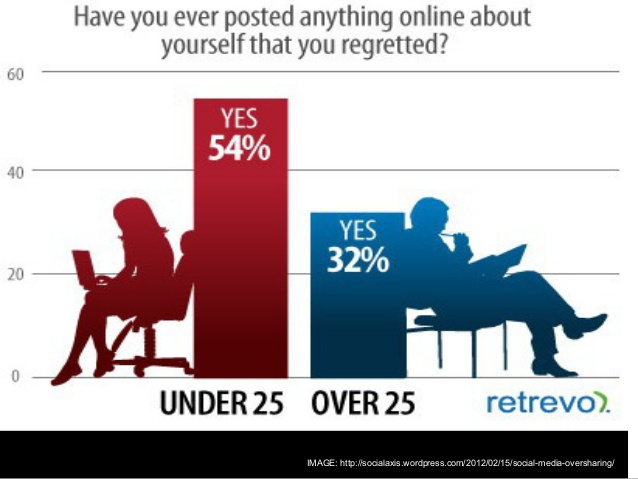 Have you ever posted anything online about
yourself that you regretted?
60
40
20
0
YES
54%
YES
32%
UNDER 25 OVER 25
retrevo
IMAGE: http://socialaxis.wordpress.com/2012/02/15/social-media-oversharing/